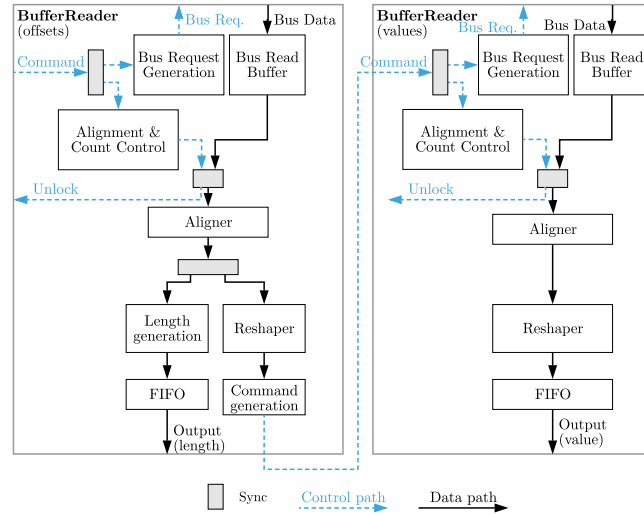 BufferReader
(offsets)
Bus Req.
Bus Data
Command
Bus Request
Generation
Bus Read
Buffer
Alignment &
Count Control
Unlock
Aligner
Length
generation
Reshaper
FIFO
Command
generation
Output
(length)
BufferReader
(values)
Bus Req.
Bus Data
Command
Bus Request
Generation
Bus Read
Buffer
Alignment &
Count Control
Unlock
Aligner
Reshaper
FIFO
Output
(value)
Sync
Control path
Data path